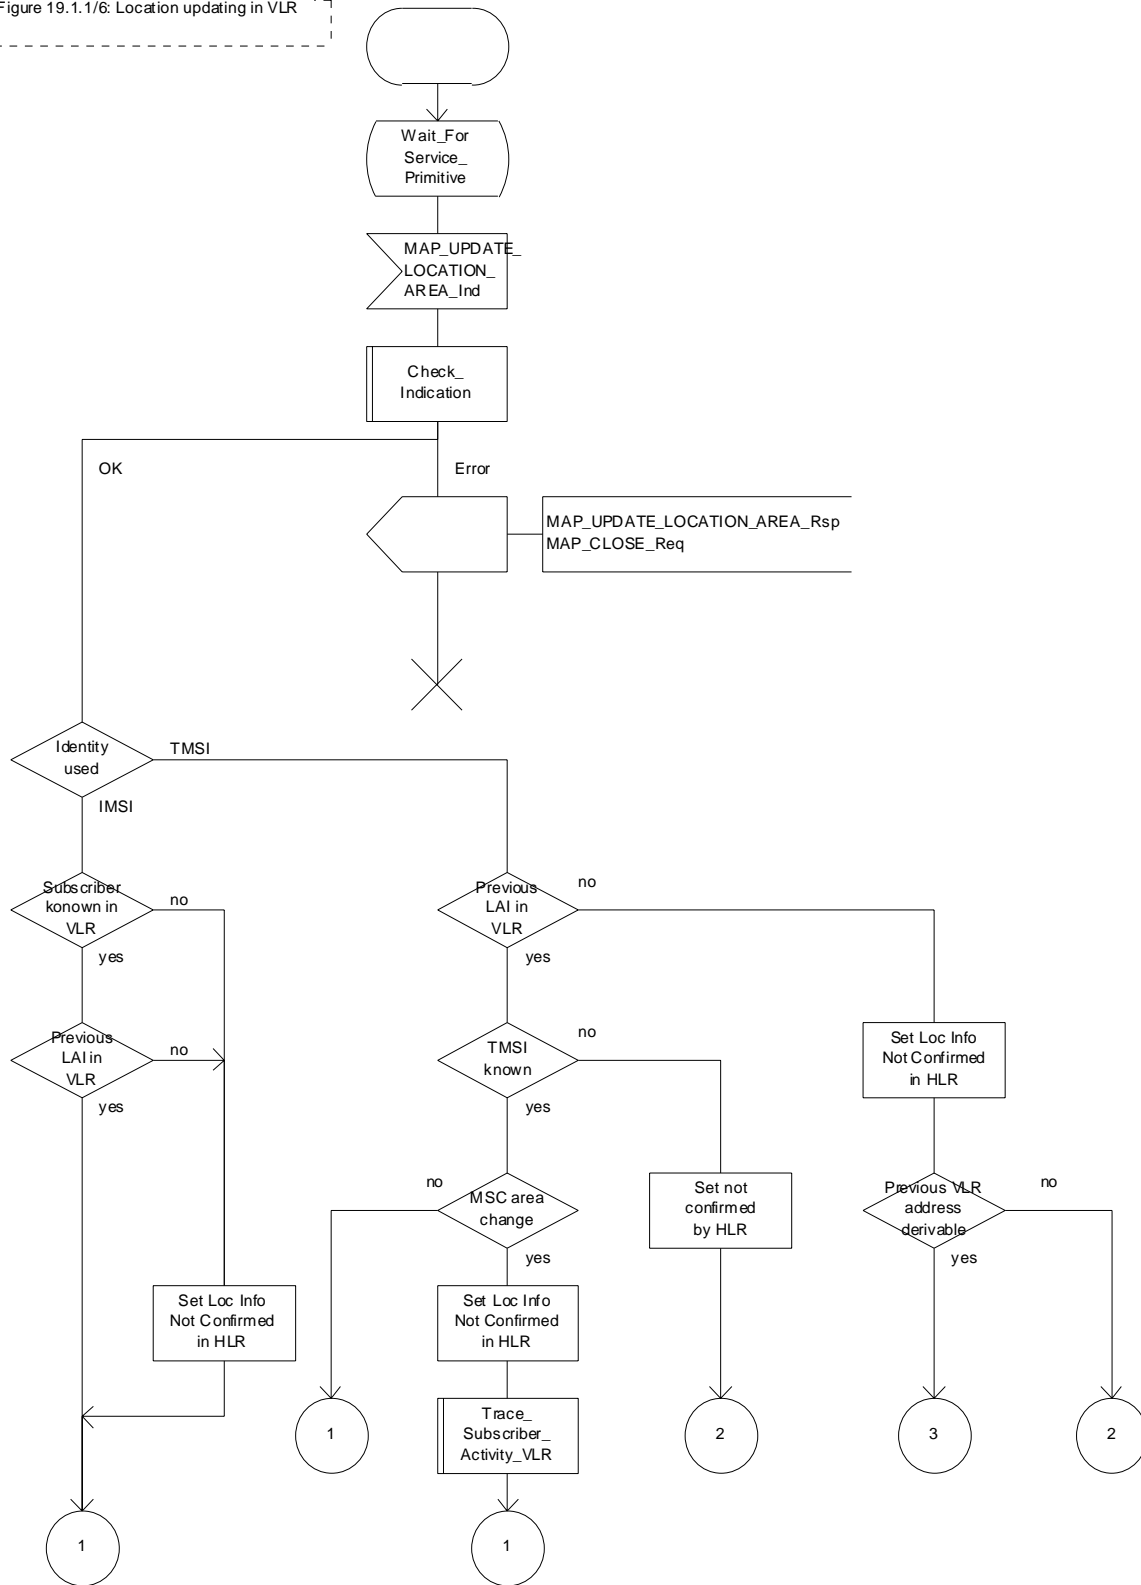 Figure 19.1.1/6: Location updating in VLR
Wait_For
Service_
Primitive
MAP_UPDATE_
LOCATION_
AREA_Ind
Check_
Indication
OK
Error
MAP_UPDATE_LOCATION_AREA_Rsp
MAP_CLOSE_Req
Identity
used
TMSI
IMSI
Subscriber
konown in
VLR
no
yes
Previous
LAI in
VLR
no
yes
Previous
LAI in
VLR
no
yes
TMSI
known
no
yes
Set Loc Info
Not Confirmed
in HLR
no
MSC area
change
yes
Set not
confirmed
by HLR
Previous VLR
address
derivable
no
yes
Set Loc Info
Not Confirmed
in HLR
Set Loc Info
Not Confirmed
in HLR
1
Trace_
Subscriber_
Activity_VLR
2
3
2
1
1